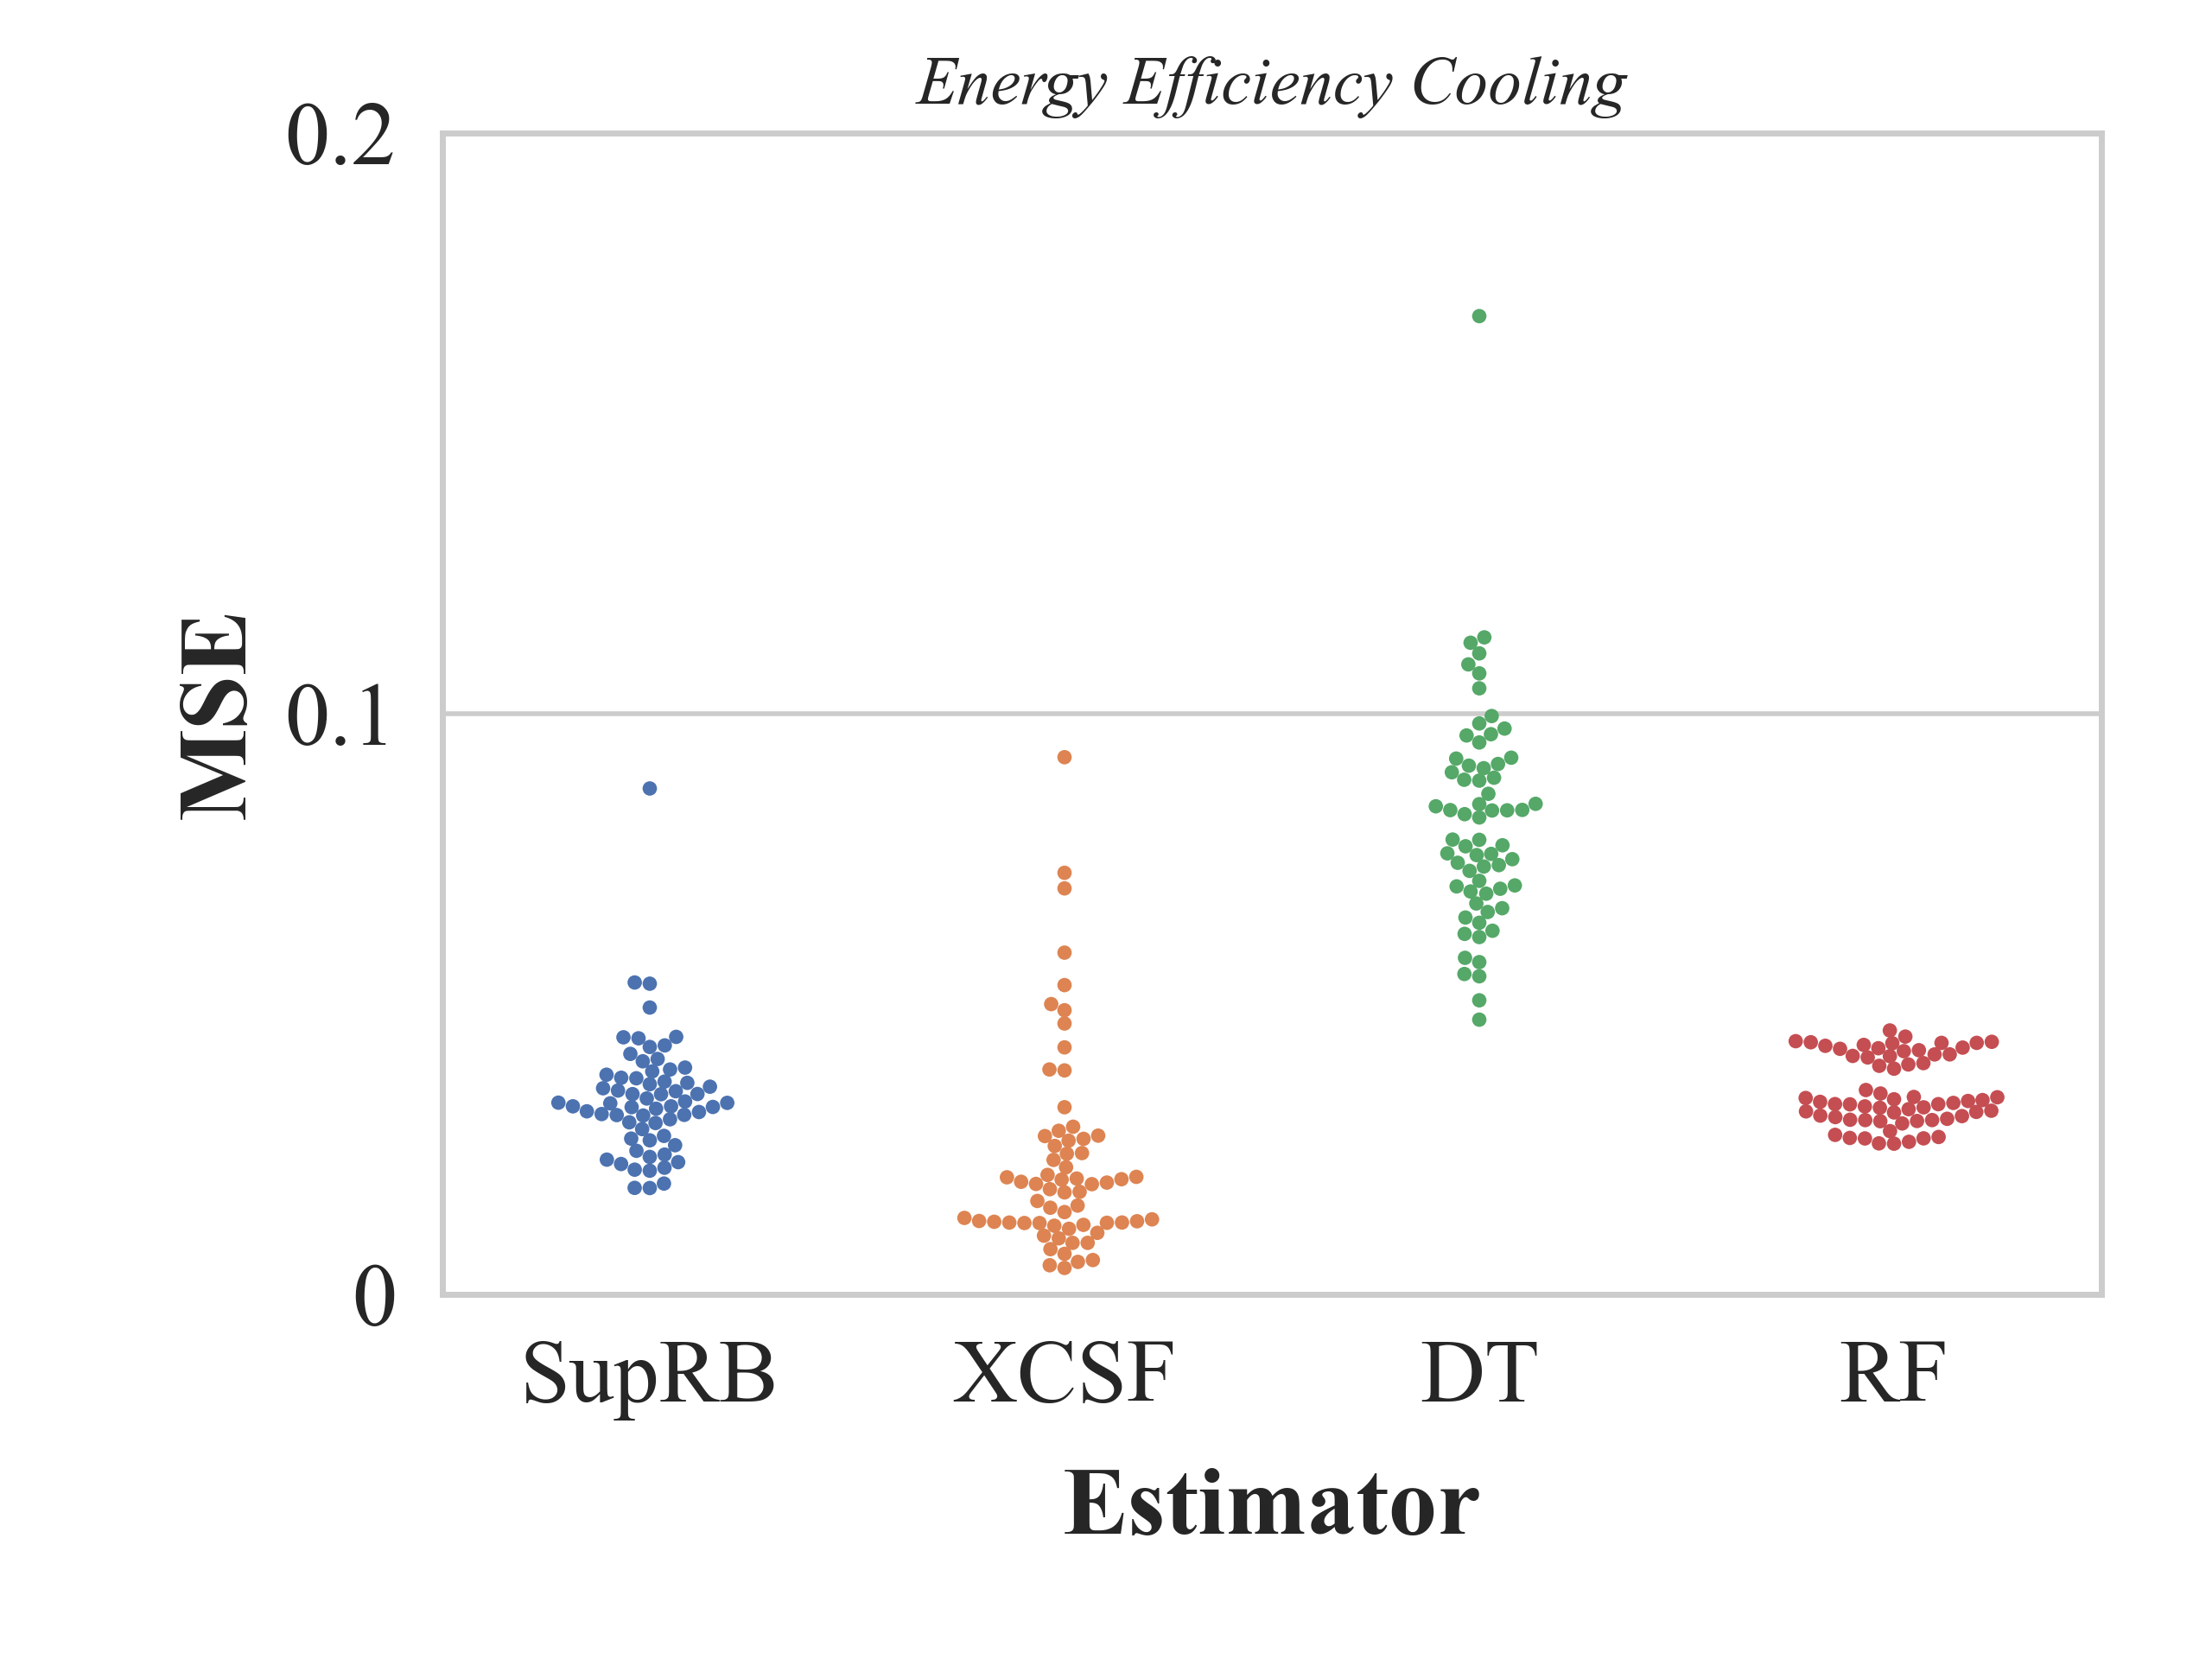 Energy Efficiency Cooling
0.2
0.1
0
MSE
SupRB XCSF DT RF
Estimator